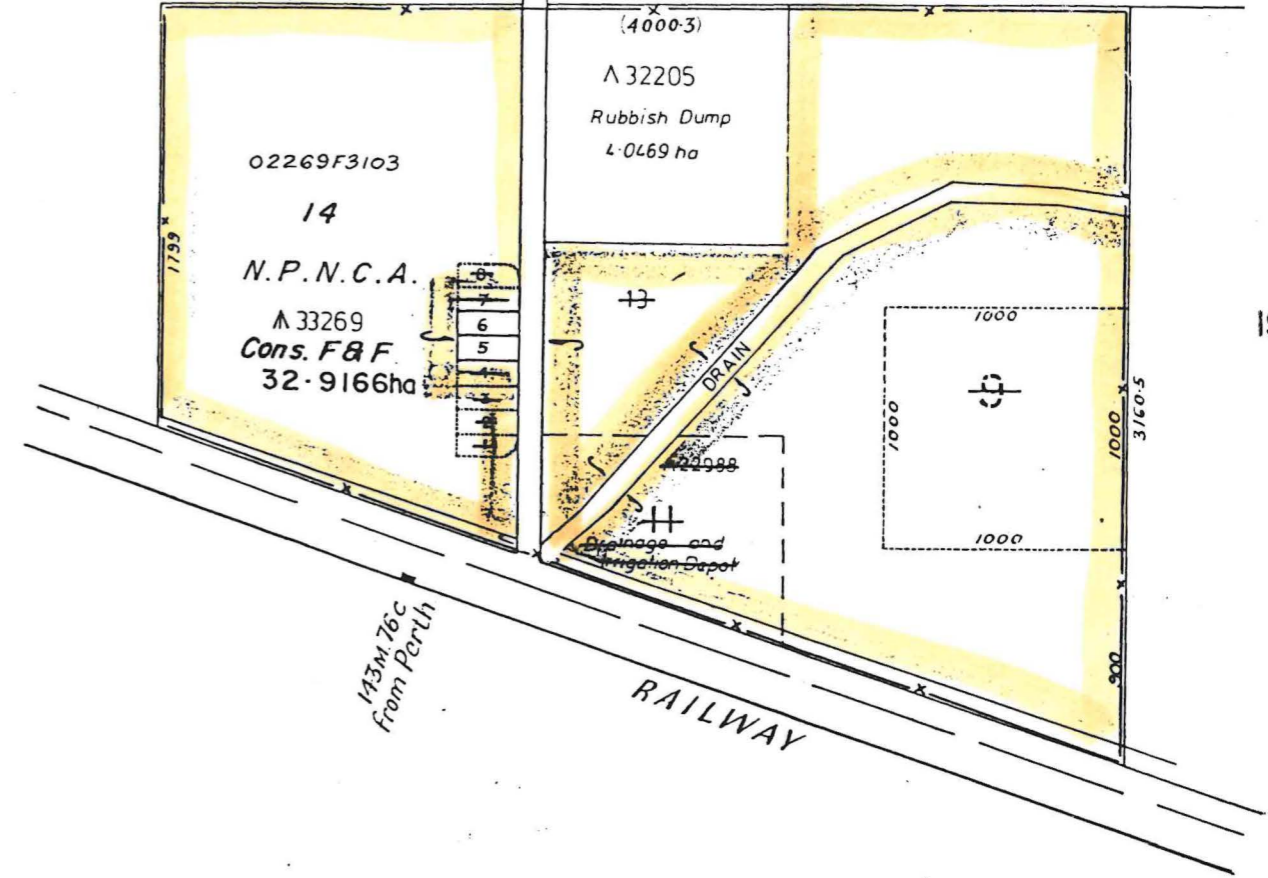 (4000·3)
⋀ 32205
Rubbish Dump
4·0469 ha
02269F3103
14
N.P.N.C.A.
⋀ 33269
Cons. F & F
32·9166ha
1799
8
7
6
5
4
3
2
1
13
DRAIN
22988
11
Drainage and
Irrigation Depot
1000
1000
1000
1000
3160·5
900
143M.76C
from Perth
RAILWAY